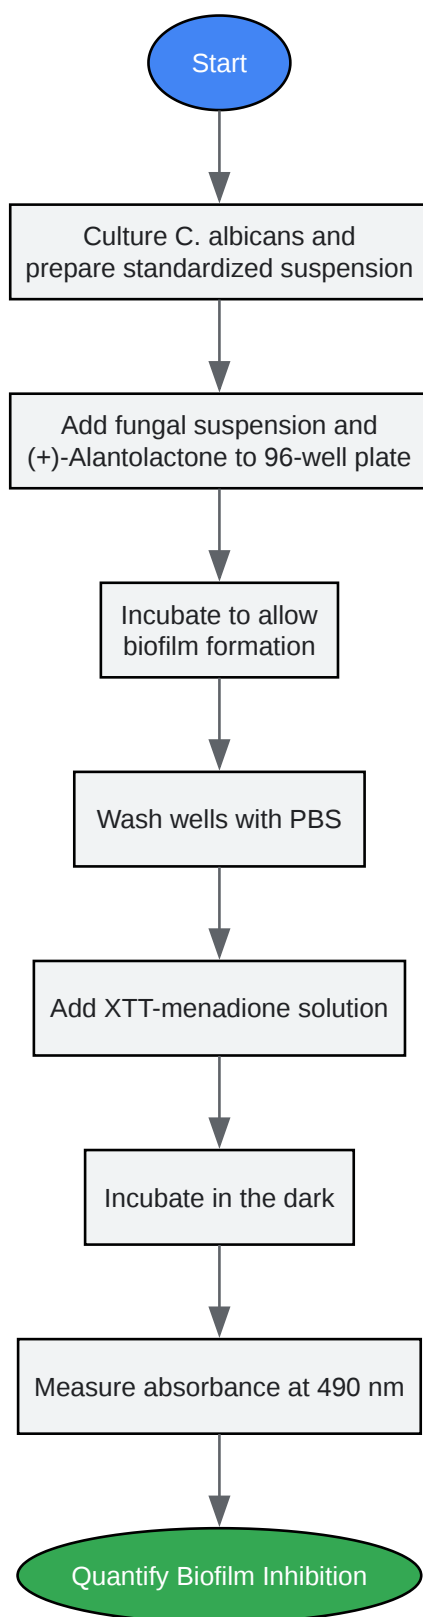 Start
Culture C. albicans and
prepare standardized suspension
Add fungal suspension and
(+)-Alantolactone to 96-well plate
Incubate to allow
biofilm formation
Wash wells with PBS
Add XTT-menadione solution
Incubate in the dark
Measure absorbance at 490 nm
Quantify Biofilm Inhibition